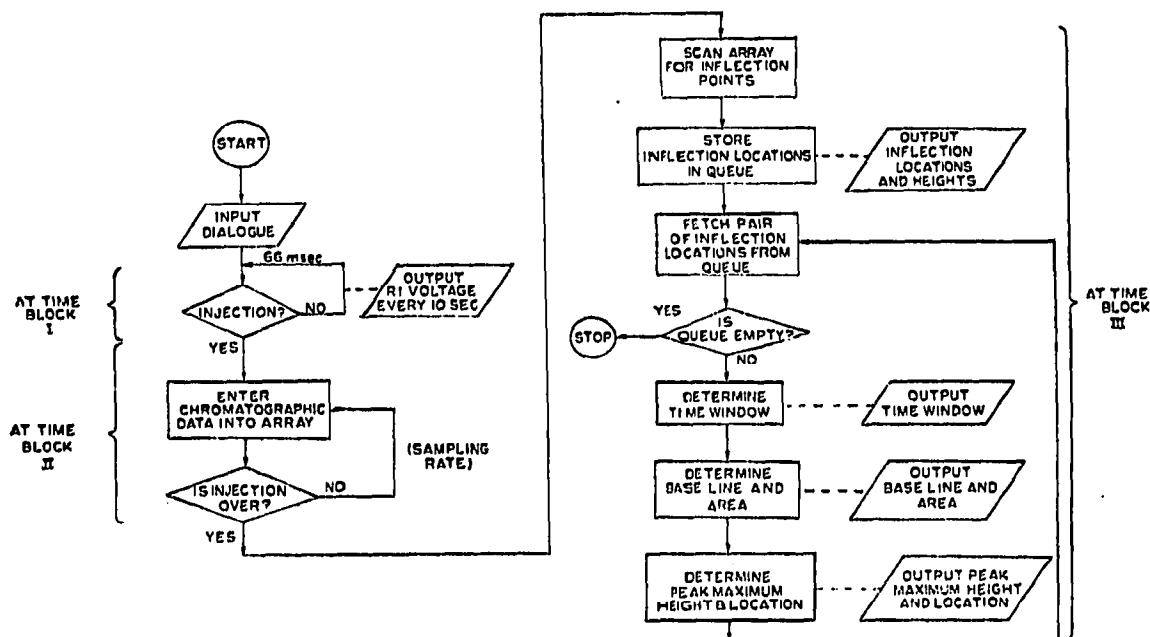 START
INPUT
DIALOGUE
66 msec
OUTPUT
RI VOLTAGE
EVERY 10 SEC
AT TIME
BLOCK
I
INJECTION?
NO
YES
AT TIME
BLOCK
II
ENTER
CHROMATOGRAPHIC
DATA INTO ARRAY
(SAMPLING
RATE)
IS INJECTION
OVER?
NO
YES
SCAN ARRAY
FOR INFLECTION
POINTS
STORE
INFLECTION LOCATIONS
IN QUEUE
OUTPUT
INFLECTION
LOCATIONS
AND HEIGHTS
FETCH PAIR
OF INFLECTION
LOCATIONS FROM
QUEUE
AT TIME
BLOCK
III
YES
STOP
IS
QUEUE EMPTY?
NO
DETERMINE
TIME WINDOW
OUTPUT
TIME WINDOW
DETERMINE
BASE LINE AND
AREA
OUTPUT
BASE LINE AND
AREA
DETERMINE
PEAK MAXIMUM
HEIGHT & LOCATION
OUTPUT PEAK
MAXIMUM HEIGHT
AND LOCATION